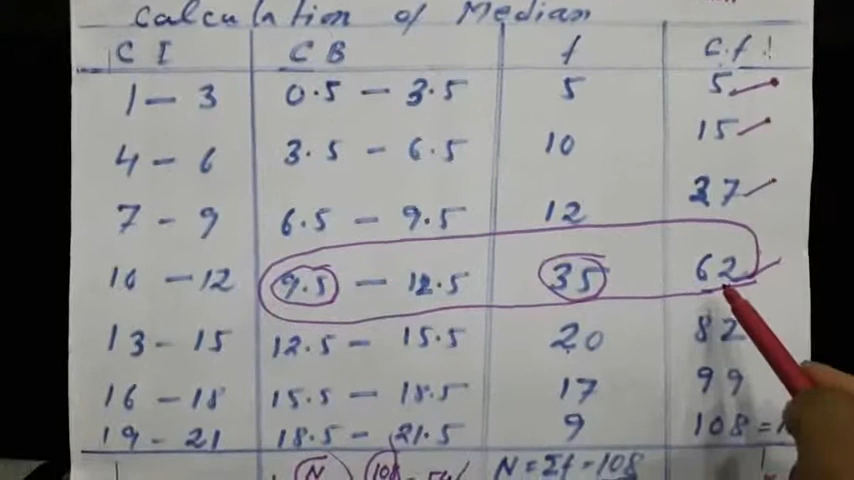 Calculation of Median
C I C B f c.f!
1 - 3 0.5 - 3.5 5 5
4 - 6 3.5 - 6.5 10 15
7 - 9 6.5 - 9.5 12 27
10 - 12 9.5 - 12.5 35 62
13 - 15 12.5 - 15.5 20 82
16 - 18 15.5 - 18.5 17 99
19 - 21 18.5 - 21.5 9 108 =
N 108 N = Σf = 108